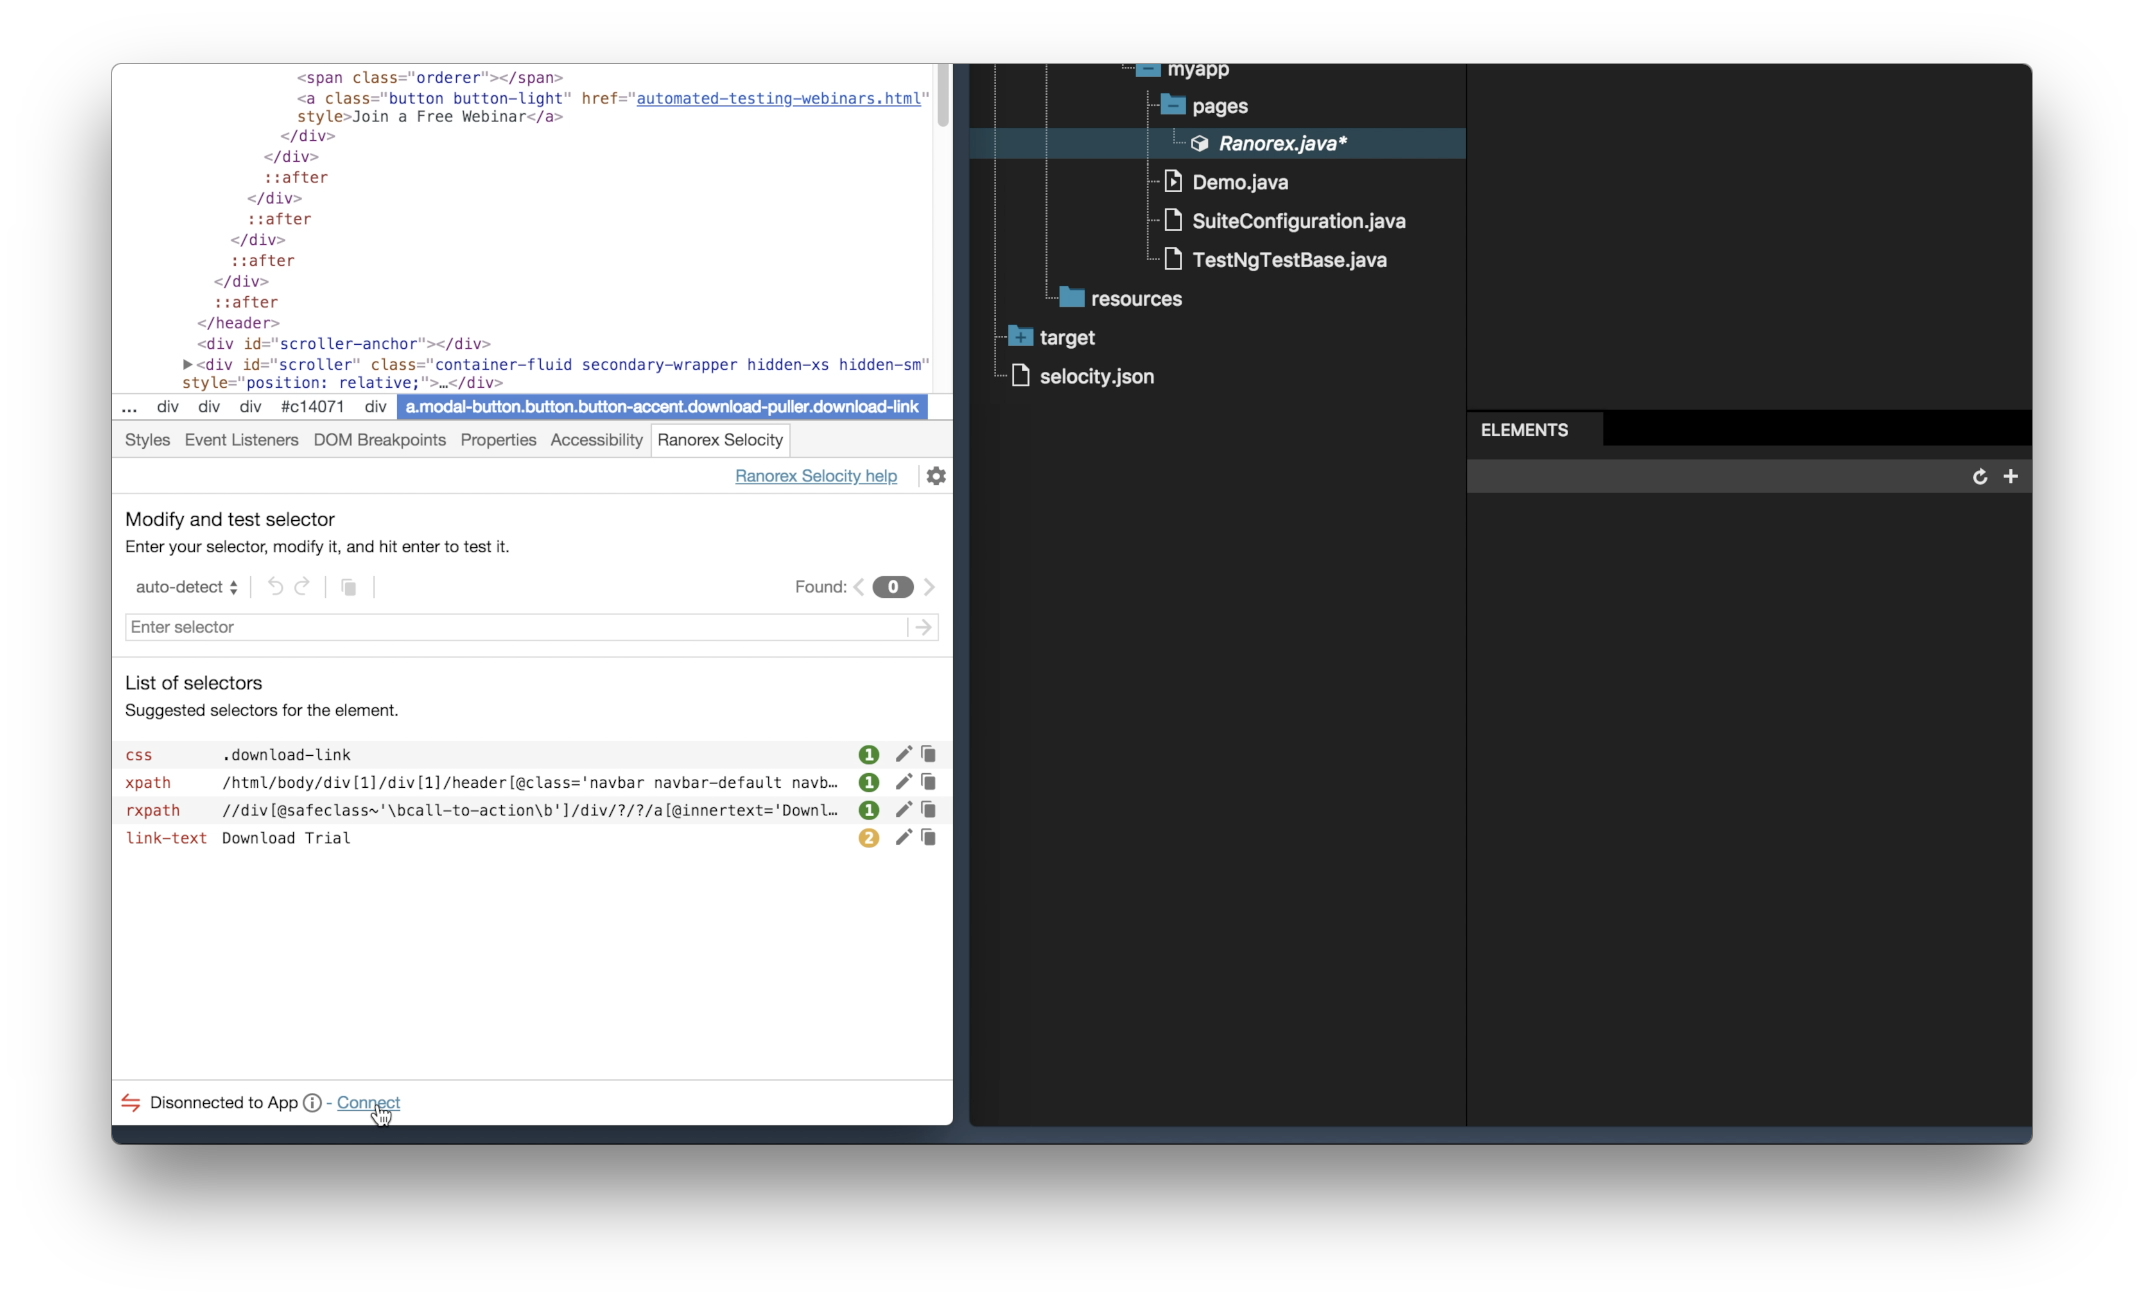 <span class="orderer"></span>
<a class="button button-light" href="automated-testing-webinars.html"
style>Join a Free Webinar</a>
</div>
</div>
::after
</div>
::after
</div>
::after
</div>
::after
</header>
<div id="scroller-anchor"></div>
▶<div id="scroller" class="container-fluid secondary-wrapper hidden-xs hidden-sm"
style="position: relative;">…</div>
... div div div #c14071 div a.modal-button.button.button-accent.download-puller.download-link
Styles Event Listeners DOM Breakpoints Properties Accessibility Ranorex Selocity
Ranorex Selocity help
Modify and test selector
Enter your selector, modify it, and hit enter to test it.
auto-detect Found: 0
Enter selector
List of selectors
Suggested selectors for the element.
css .download-link 1
xpath /html/body/div[1]/div[1]/header[@class='navbar navbar-default navb… 1
rxpath //div[@safeclass~'\bcall-to-action\b']/div/?/?/a[@innertext='Downl… 1
link-text Download Trial 2
Disonnected to App - Connect
myapp
pages
Ranorex.java*
Demo.java
SuiteConfiguration.java
TestNgTestBase.java
resources
target
selocity.json
ELEMENTS